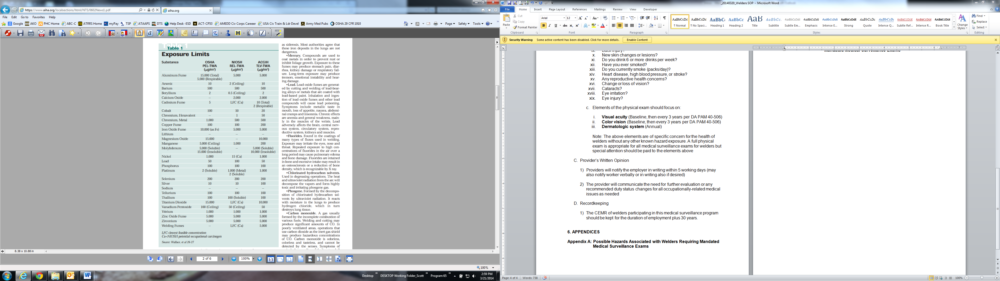 https://www.aiha.org/localsections/html/NTS/0602News1.pdf
aiha.org
File Edit Go to Favorites Help
Google AKO PHC Home ABC-C ATRRS Home myPay TSP ATAAPS DTS Help Desk -ESD ACT-CP53 AMEDD Civ Corps Careeer USA Civ Train & Ldr Devel Army Med Pubs OSHA 29 CFR1910
Page Safety Tools
Table 1
Exposure Limits
Substance OSHA PEL-TWA (µg/m³) NIOSH REL-TWA (µg/m³) ACGIH TLV-TWA (µg/m³)
Aluminum Fume 15,000 (Total) 5,000 5,000
5,000 (Respirable)
Arsenic 10 2 (Ceiling) 10
Barium 500 500 500
Beryllium 2 0.5 (Ceiling) 2
Calcium Oxide -- 2,000 2,000
Cadmium Fume 5 LFC (Ca) 10 (Total)
2 (Respirable)
Cobalt 100 50 20
Chromium, Hexavalent -- 1 50
Chromium, Metal 1,000 500 500
Copper Fume 100 100 200
Iron Oxide Fume 10,000 (as Fe) 5,000 5,000
Lithium -- -- --
Magnesium Oxide 15,000 -- 10,000
Manganese 5,000 (Ceiling) 1,000 200
Molybdenum 5,000 (Soluble) -- 5,000 (Soluble)
15,000 (Insoluble) 10,000 (Insoluble)
Nickel 1,000 15 (Ca) 1,000
Lead 50 100 50
Phosphorus 100 100 100
Platinum 2 (Soluble) 1,000 (Metal) 1,000
2 (Soluble)
Selenium 200 200 200
Silver 10 10 100
Sodium -- -- --
Tellurium 100 100 100
Thallium 100 100 (Soluble) 100
Titanium Dioxide 15,000 LFC (Ca) 10,000
Vanadium Pentoxide 100 (Ceiling) 50 (Ceiling) 50
Yttrium 1,000 1,000 1,000
Zinc Oxide Fume 5,000 5,000 5,000
Zirconium 5,000 5,000 5,000
Welding Fumes -- LFC (Ca) 5,000
LFC=lowest feasible concentration
Ca=NIOSH potential occupational carcinogen
Source: Wallace, et al 26-27
as siderosis. Most authorities agree that
these iron deposits in the lungs are not
dangerous.
•Mercury. Compounds are used to
coat metals in order to prevent rust or
inhibit foliage growth. Exposure to these
fumes may produce stomach pain, diar-
rhea, kidney damage or respiratory fail-
ure. Long-term exposure may produce
tremors, emotional instability and hear-
ing damage.
•Lead. Lead oxide fumes are generat-
ed by cutting and welding of lead-bear-
ing alloys or metals that are coated with
lead-based paint. Inhalation and inges-
tion of lead oxide fumes and other lead
compounds will cause lead poisoning.
Symptoms include metallic taste in
mouth, loss of appetite, nausea, abdomi-
nal cramps and insomnia. Chronic effects
are anemia and general weakness, main-
ly in the muscles of the wrists. Lead
adversely affects the brain, central nerv-
ous system, circulatory system, repro-
ductive system, kidneys and muscles.
•Fluorides. Found in the coatings of
many types of fluxes used in welding.
Exposure may irritate the eyes, nose and
throat. Repeated exposure to high con-
centrations of fluorides in the air over a
long period may cause pulmonary edema
and bone damage. Fluorides are retained
in bone and excessive intake may result in
an osteosclerosis or a reduction of bone
density, which is recognizable by X ray.
•Chlorinated hydrocarbon solvents.
Used in degreasing operations. The heat
and ultraviolet radiation from the arc will
decompose the vapors and form highly
toxic and irritating phosgene gas.
•Phosgene. Formed by the decompo-
sition of chlorinated hydrocarbon sol-
vents by ultraviolet radiation. It reacts
with moisture in the lungs to produce
hydrogen chloride, which in turn
destroys lung tissue.
•Carbon monoxide. A gas usually
formed by the incomplete combustion of
various fuels. Welding and cutting may
produce significant amounts of CO. In
poorly ventilated areas, operations that
use carbon dioxide as the inert gas shield
may produce hazardous concentrations
of CO. Carbon monoxide is odorless,
colorless and tasteless, and cannot be
detected by the senses. Symptoms of
8.38 x 10.88 in
2 of 6 100%
100%
Desktop DESKTOP Working Folder_Scott Program 65 2:59 PM
3/21/2014
_20140320_Welders SOP - Microsoft Word
File Home Insert Page Layout References Mailings Review View Developer
Paste Cut Copy Format Painter
Clipboard
Arial 12
Font
Paragraph
¶ Normal ¶ No Spaci... Heading 1 Heading 2 Title Subtitle Subtle Em... Emphasis Intense E... Strong Quote Intense Q... Subtle Ref... Intense R... Book Title
Styles
Change Styles
Find Replace Select
Editing
Security Warning Some active content has been disabled. Click for more details. Enable Content
ix. Back injury?
x. New skin changes or lesions?
xi. Do you drink 6 or more drinks per week?
xii. Have you ever smoked?
xiii. Do you currently smoke (packs/day)?
xiv. Heart disease, high blood pressure, or stroke?
xv. Any reproductive health concerns?
xvi. Change or loss of vision?
xvii. Cataracts?
xviii. Eye irritation?
xix. Eye injury?
c. Elements of the physical exam should focus on:
i. Visual acuity (Baseline, then every 3 years per DA PAM 40-506)
ii. Color vision (Baseline, then every 3 years per DA PAM 40-506)
iii. Dermatologic system (Annual)
Note: The above elements are of specific concern for the health of
welders without any other known hazard exposure. A full physical
exam is appropriate for all medical surveillance exams for welders but
special attention should be paid to the elements above
C. Provider's Written Opinion
1) Providers will notify the employer in writing within 5 working days (may
also notify worker verbally or in writing also if desired)
2) The provider will communicate the need for further evaluation or any
recommended duty status changes for all occupationally-related medical
issues as needed
D. Recordkeeping
1) The CEMR of welders participating in this medical surveillance program
should be kept for the duration of employment plus 30 years.
6. APPENDICES
Appendix A: Possible Hazards Associated with Welders Requiring Mandated
Medical Surveillance Exams
Mandated Medical Surveillance Exams
Page: 4 of 4 Words: 738
100%